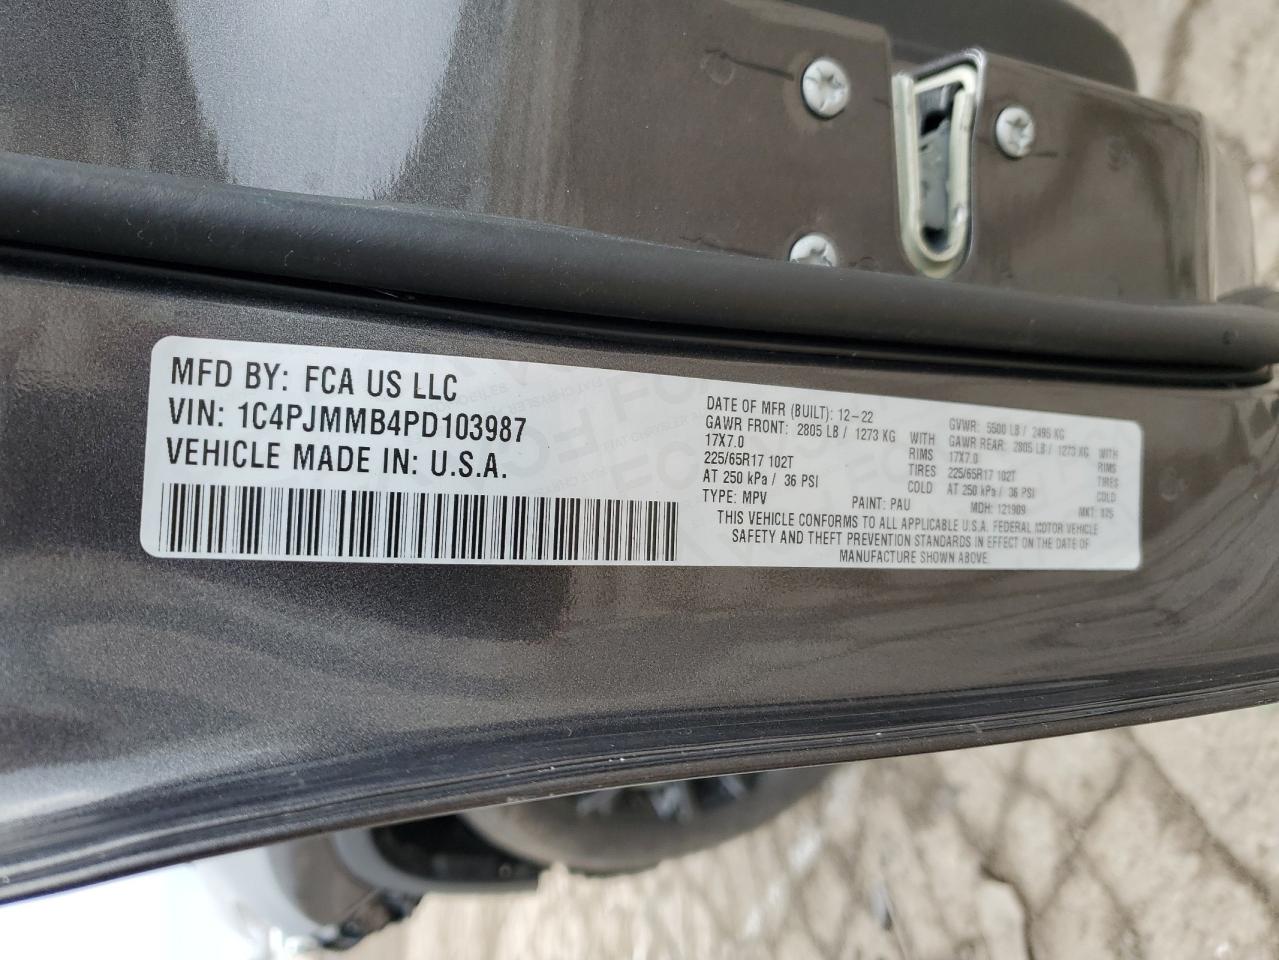 MFD BY: FCA US LLC
VIN: 1C4PJMMB4PD103987
VEHICLE MADE IN: U.S.A.
DATE OF MFR (BUILT): 12-22 GVWR: 5500 LB / 2495 KG
GAWR FRONT: 2805 LB / 1273 KG WITH GAWR REAR: 2805 LB / 1273 KG WITH
17X7.0 RIMS 17X7.0 RIMS
225/65R17 102T TIRES 225/65R17 102T TIRES
AT 250 kPa / 36 PSI COLD AT 250 kPa / 36 PSI COLD
TYPE: MPV PAINT: PAU MDH: 121909 MKT:
THIS VEHICLE CONFORMS TO ALL APPLICABLE U.S.A. FEDERAL MOTOR VEHICLE
SAFETY AND THEFT PREVENTION STANDARDS IN EFFECT ON THE DATE OF
MANUFACTURE SHOWN ABOVE.